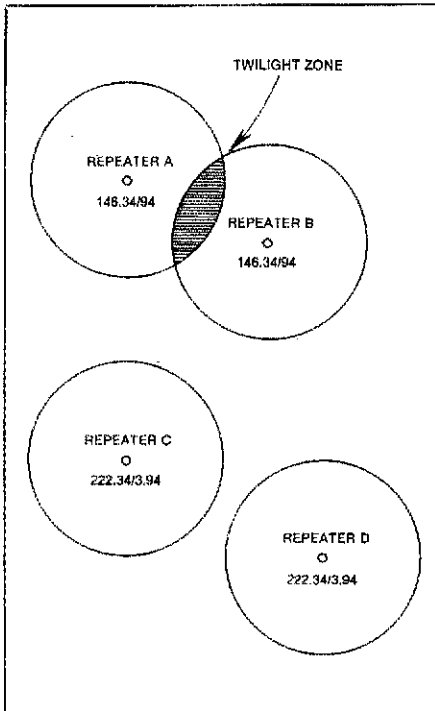 TWILIGHT ZONE
REPEATER A
146.34/94
REPEATER B
146.34/94
REPEATER C
222.34/3.94
REPEATER D
222.34/3.94